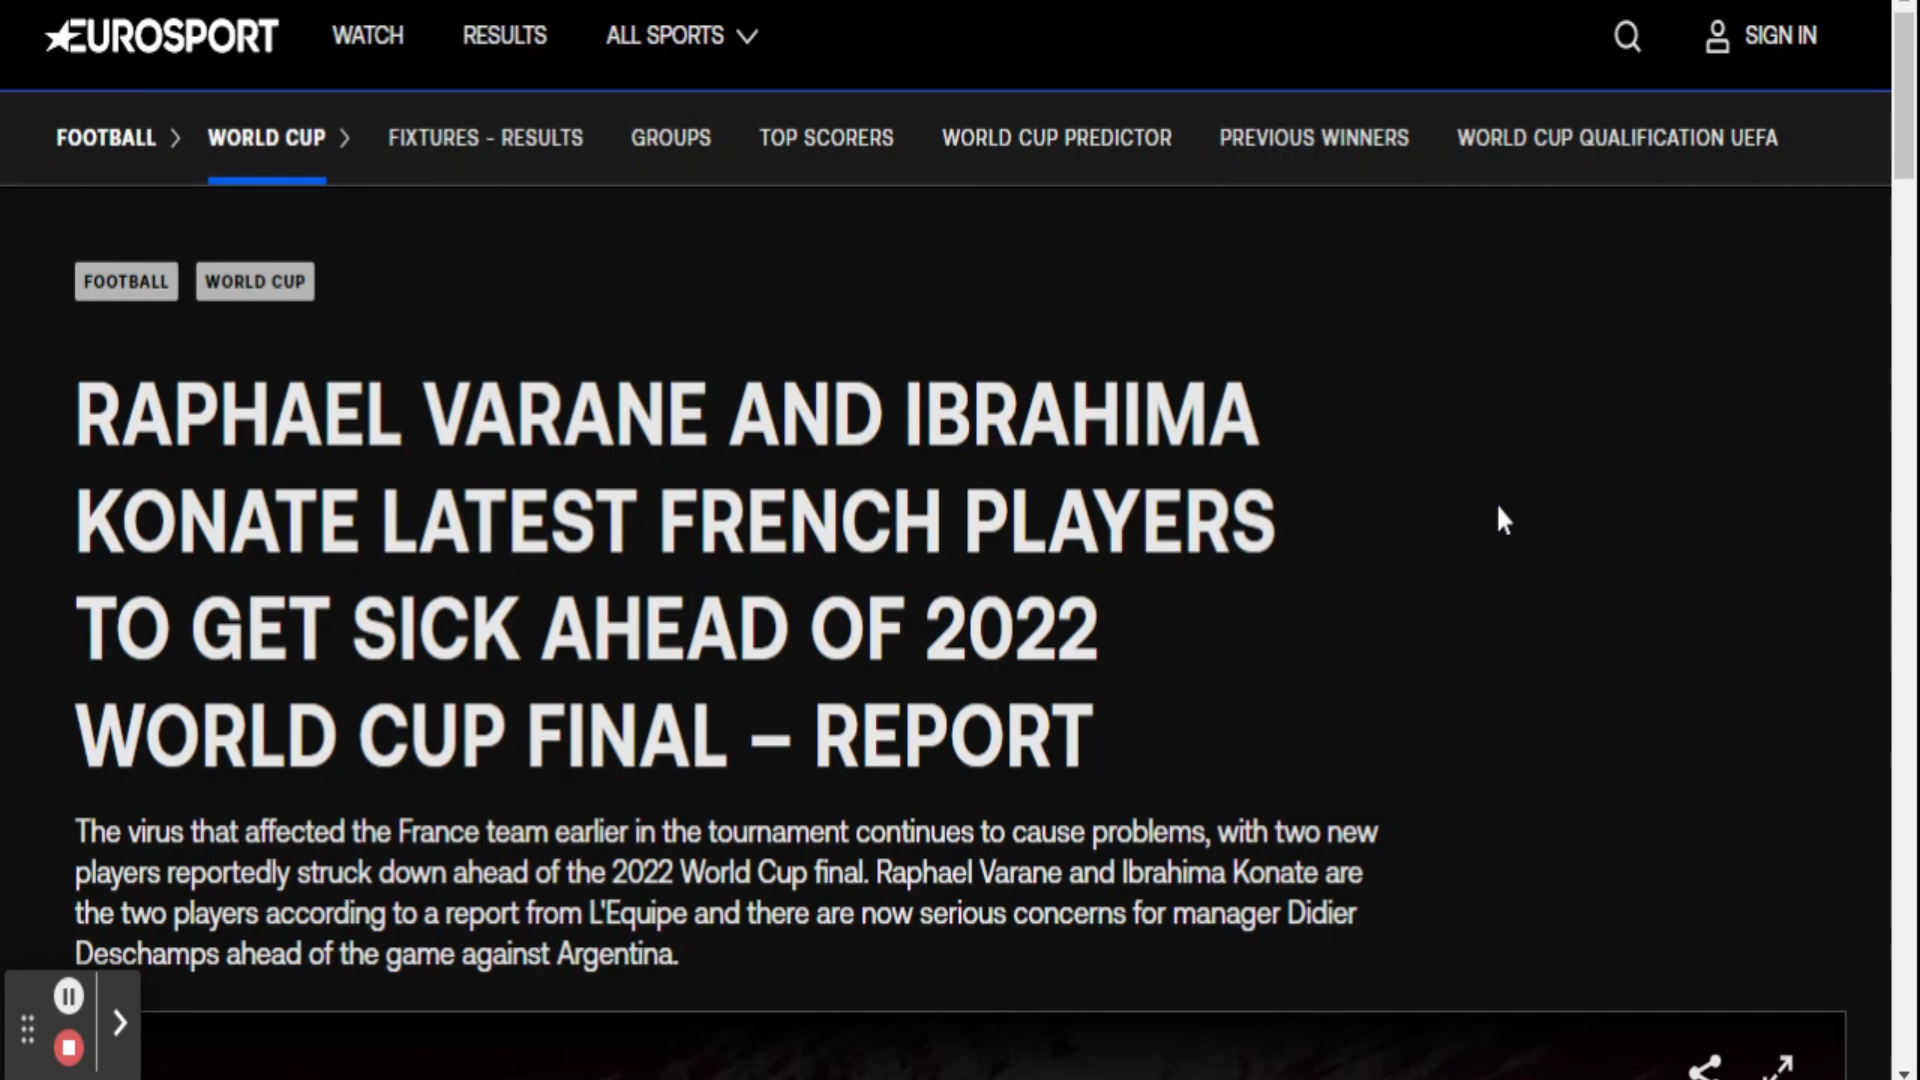 EUROSPORT WATCH RESULTS ALL SPORTS SIGN IN
FOOTBALL WORLD CUP FIXTURES - RESULTS GROUPS TOP SCORERS WORLD CUP PREDICTOR PREVIOUS WINNERS WORLD CUP QUALIFICATION UEFA
FOOTBALL WORLD CUP
RAPHAEL VARANE AND IBRAHIMA
KONATE LATEST FRENCH PLAYERS
TO GET SICK AHEAD OF 2022
WORLD CUP FINAL – REPORT
The virus that affected the France team earlier in the tournament continues to cause problems, with two new
players reportedly struck down ahead of the 2022 World Cup final. Raphael Varane and Ibrahima Konate are
the two players according to a report from L'Equipe and there are now serious concerns for manager Didier
Deschamps ahead of the game against Argentina.